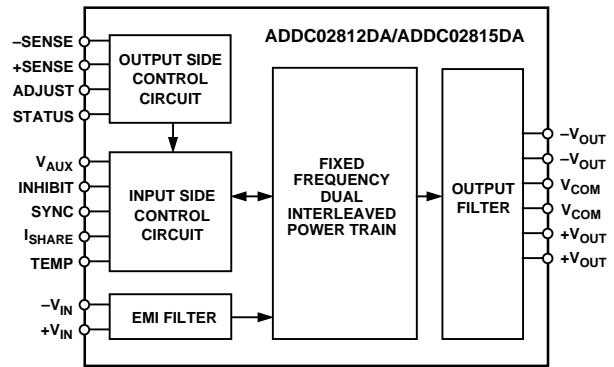 ADDC02812DA/ADDC02815DA
–SENSE
+SENSE
ADJUST
STATUS
OUTPUT SIDE
CONTROL
CIRCUIT
VAUX
INHIBIT
SYNC
ISHARE
TEMP
INPUT SIDE
CONTROL
CIRCUIT
–VIN
+VIN
EMI FILTER
FIXED
FREQUENCY
DUAL
INTERLEAVED
POWER TRAIN
OUTPUT
FILTER
–VOUT
–VOUT
VCOM
VCOM
+VOUT
+VOUT